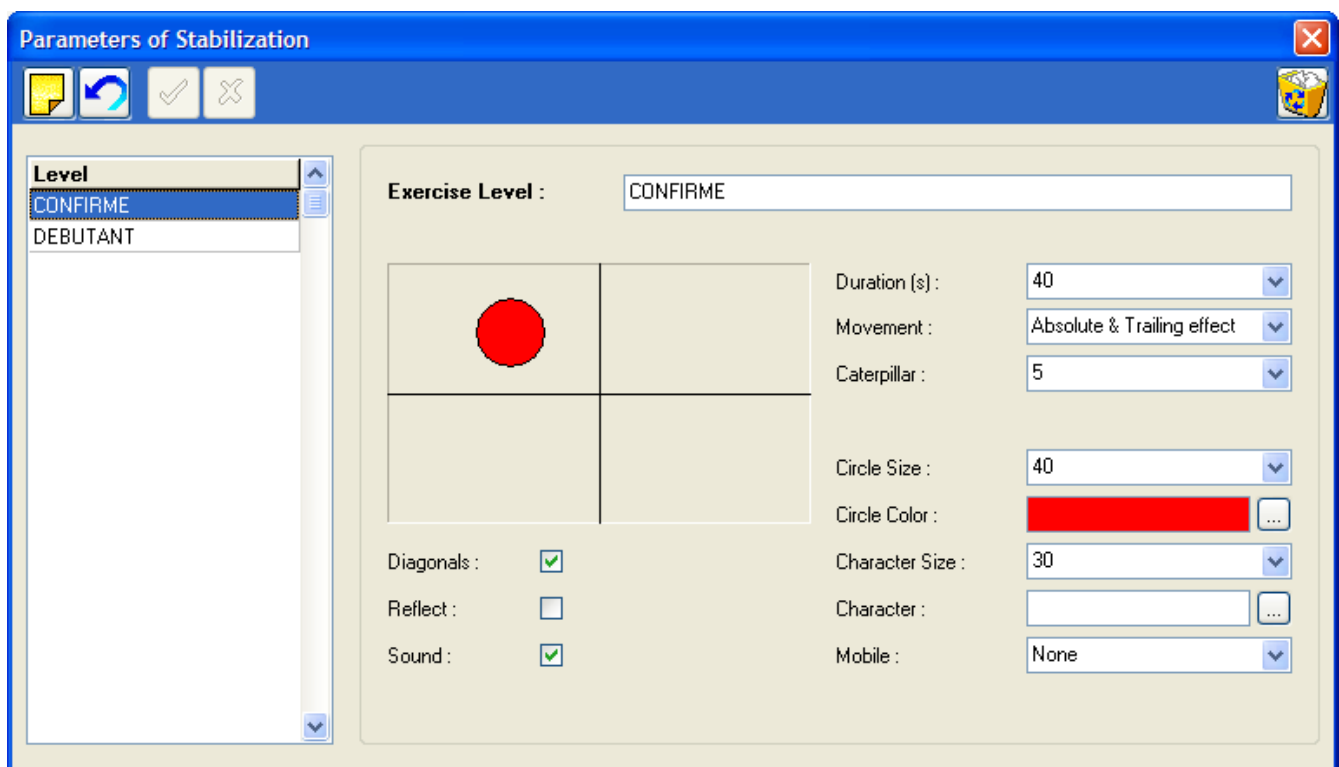 Parameters of Stabilization
Level
CONFIRME
DEBUTANT
Exercise Level : CONFIRME
Duration (s) : 40
Movement : Absolute & Trailing effect
Caterpillar : 5
Circle Size : 40
Circle Color : ...
Diagonals :
Character Size : 30
Reflect :
Character : ...
Sound :
Mobile : None